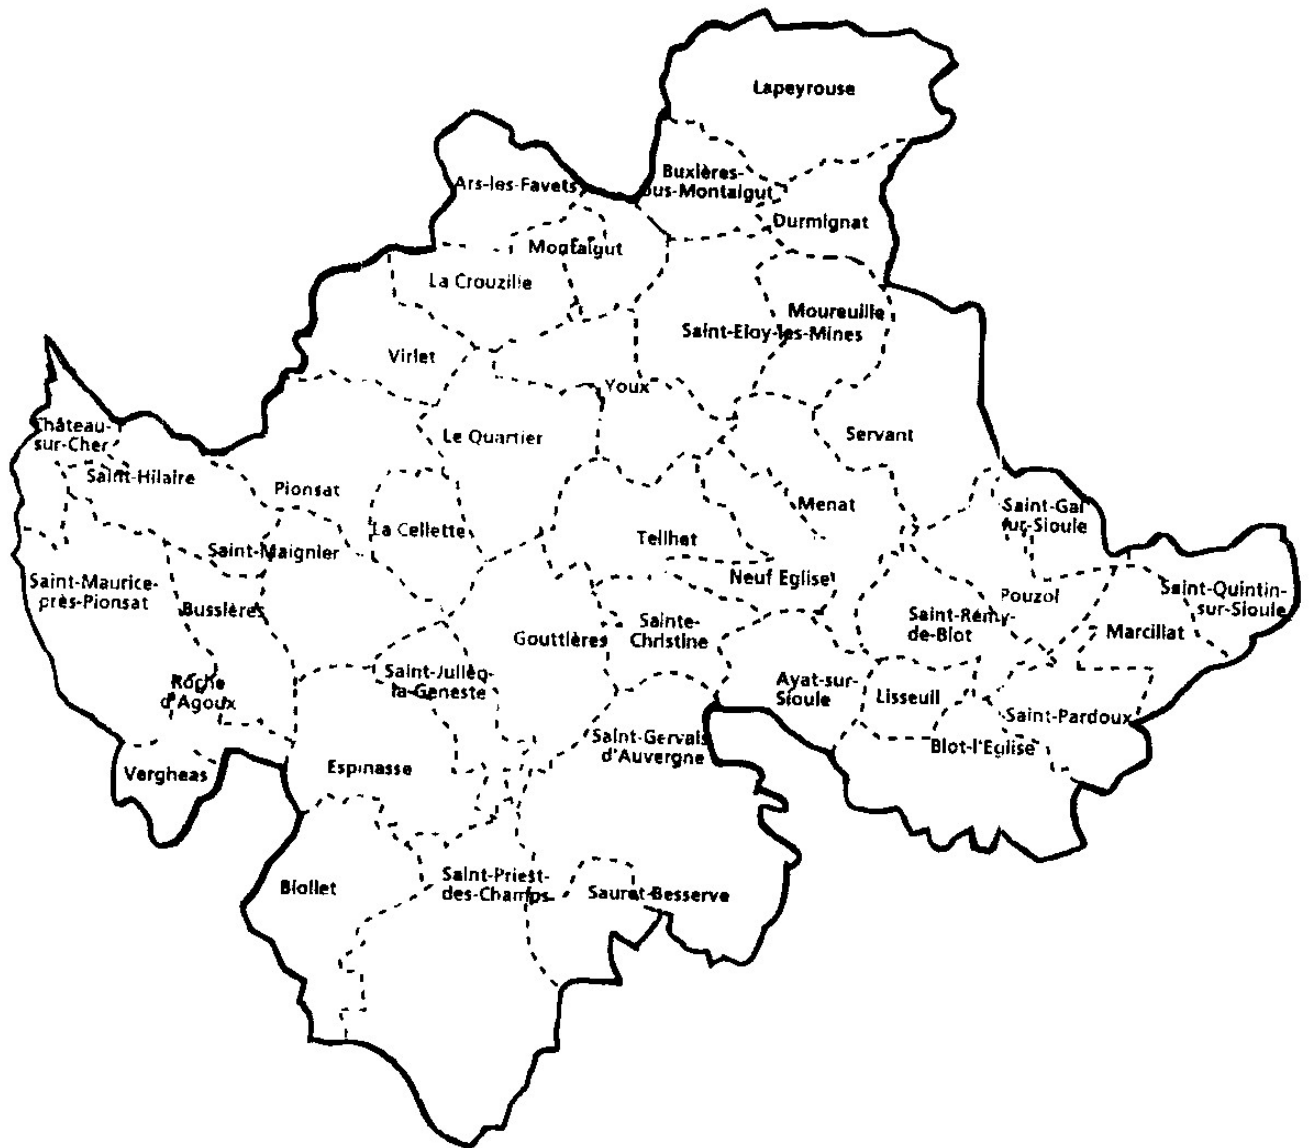 Lapeyrouse
Buxières-
sous-Montaigut
Ars-les-Favets
Durmignat
Montaigut
La Crouzille
Moureuille
Saint-Eloy-les-Mines
Virlet
Youx
Château-
sur-Cher
Le Quartier
Servant
Saint-Hilaire
Pionsat
Menat
Saint-Gal
sur-Sioule
La Cellette
Teilhet
Saint-Maignier
Saint-Maurice-
près-Pionsat
Bussières
Neuf Eglise
Saint-Quintin-
sur-Sioule
Pouzol
Saint-Rémy-
de-Blot
Marcillat
Gouttières
Sainte-
Christine
Saint-Julien-
la-Geneste
Roche
d'Agoux
Ayat-sur-
Sioule
Lisseuil
Saint-Pardoux
Saint-Gervais
d'Auvergne
Blot-l'Eglise
Vergheas
Espinasse
Biollet
Saint-Priest-
des-Champs
Sauret-Besserve